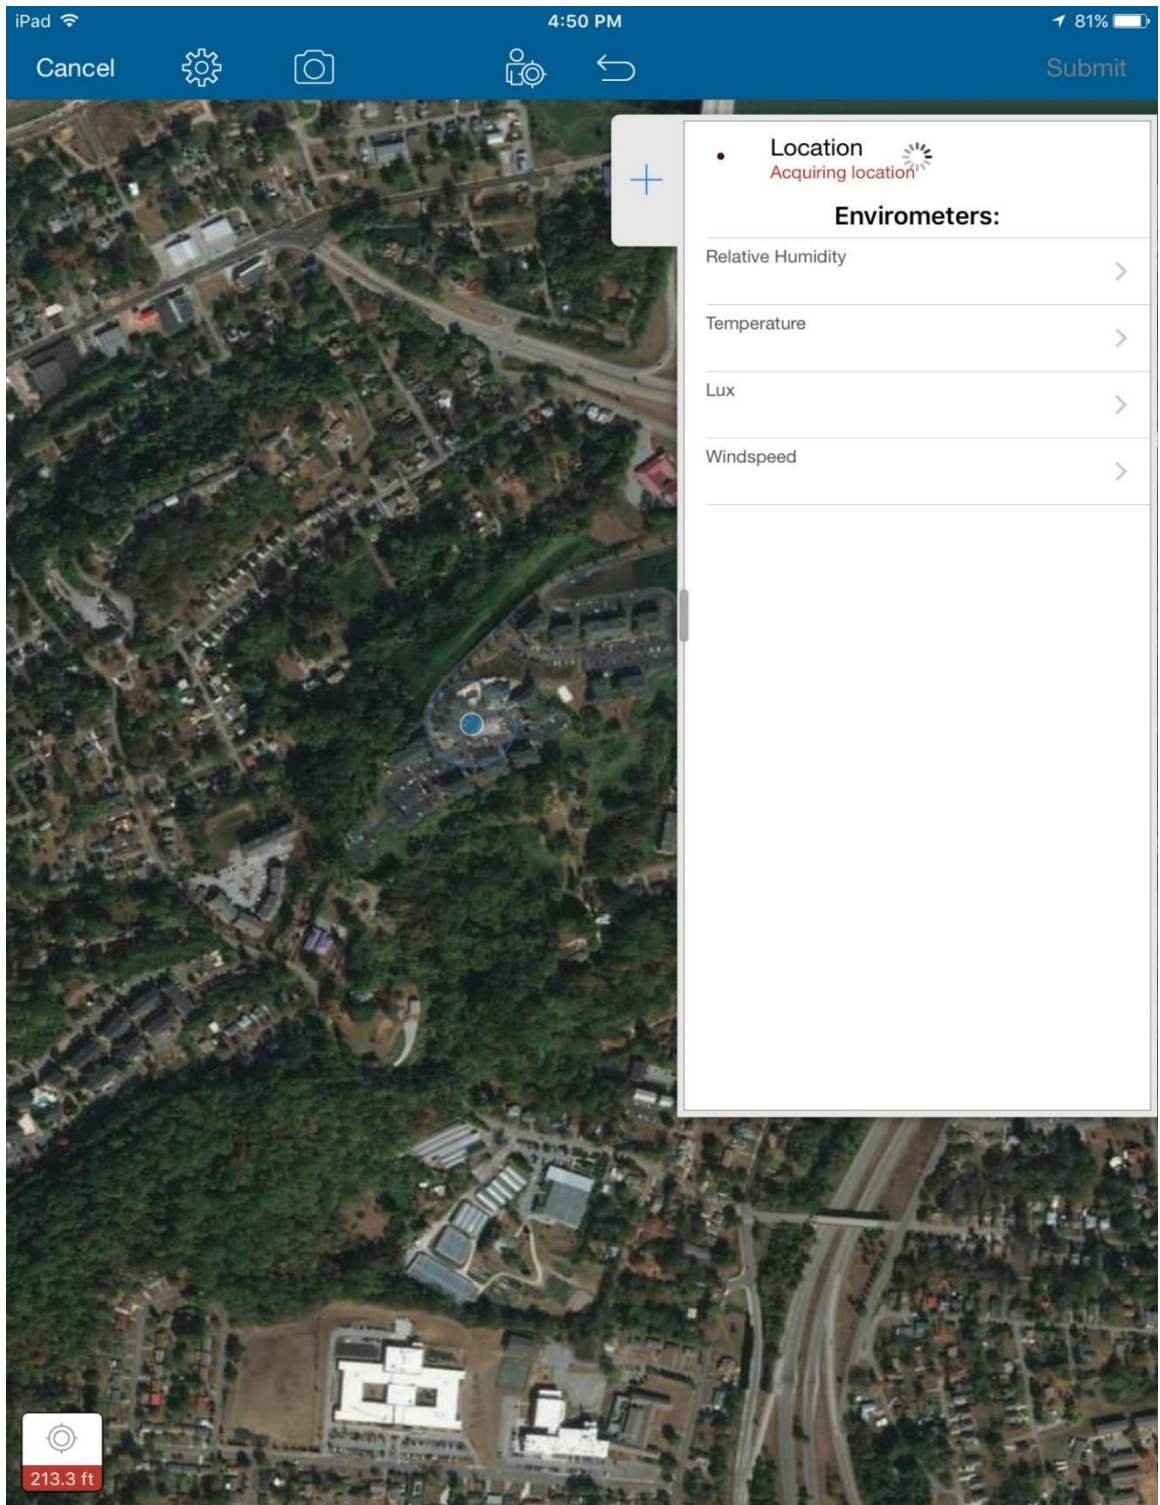 iPad 4:50 PM 81%
Cancel Submit
Location
Acquiring location
Envirometers:
Relative Humidity
Temperature
Lux
Windspeed
213.3 ft